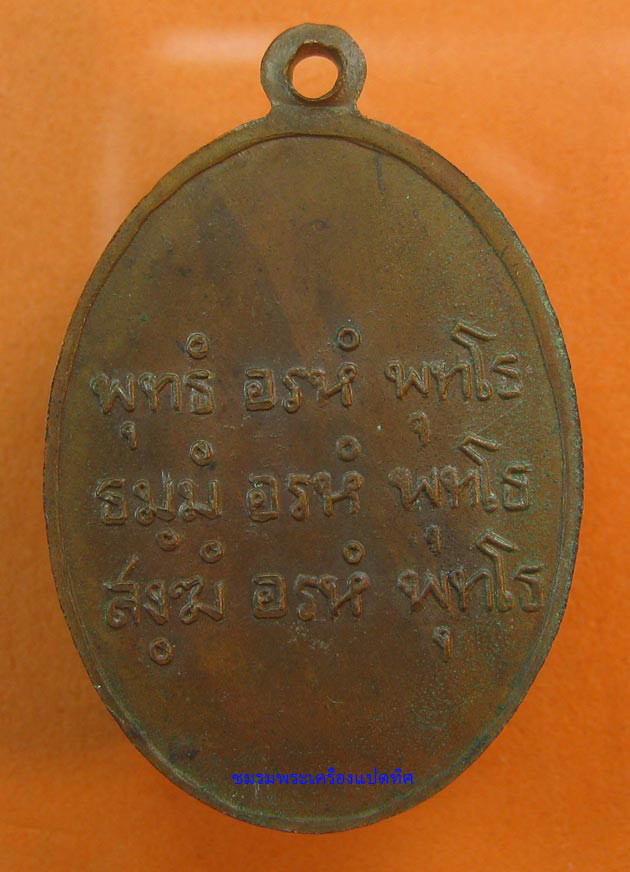 พุทฺธํ อรหํ พุทฺโธ
ธมฺมํ อรหํ พุทฺโธ
สงฺฆํ อรหํ พุทฺโธ
ชมรมพระเครื่องแปดทิศ